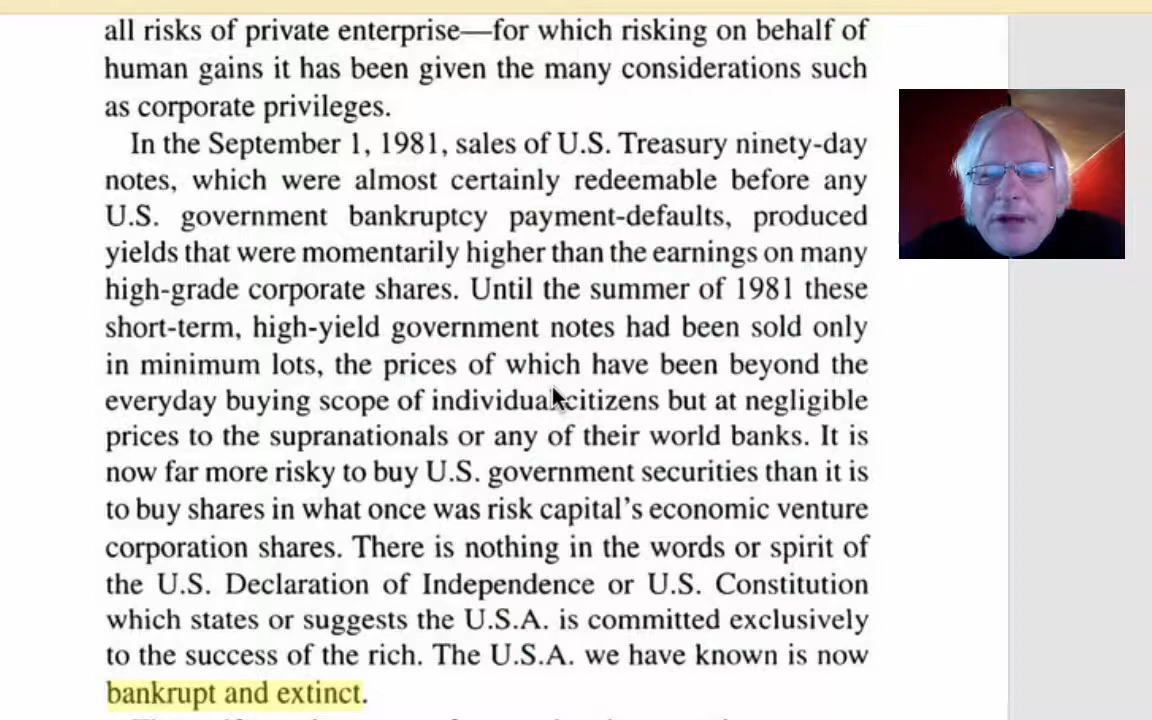 all risks of private enterprise—for which risking on behalf of
human gains it has been given the many considerations such
as corporate privileges.
In the September 1, 1981, sales of U.S. Treasury ninety-day
notes, which were almost certainly redeemable before any
U.S. government bankruptcy payment-defaults, produced
yields that were momentarily higher than the earnings on many
high-grade corporate shares. Until the summer of 1981 these
short-term, high-yield government notes had been sold only
in minimum lots, the prices of which have been beyond the
everyday buying scope of individual citizens but at negligible
prices to the supranationals or any of their world banks. It is
now far more risky to buy U.S. government securities than it is
to buy shares in what once was risk capital’s economic venture
corporation shares. There is nothing in the words or spirit of
the U.S. Declaration of Independence or U.S. Constitution
which states or suggests the U.S.A. is committed exclusively
to the success of the rich. The U.S.A. we have known is now
bankrupt and extinct.